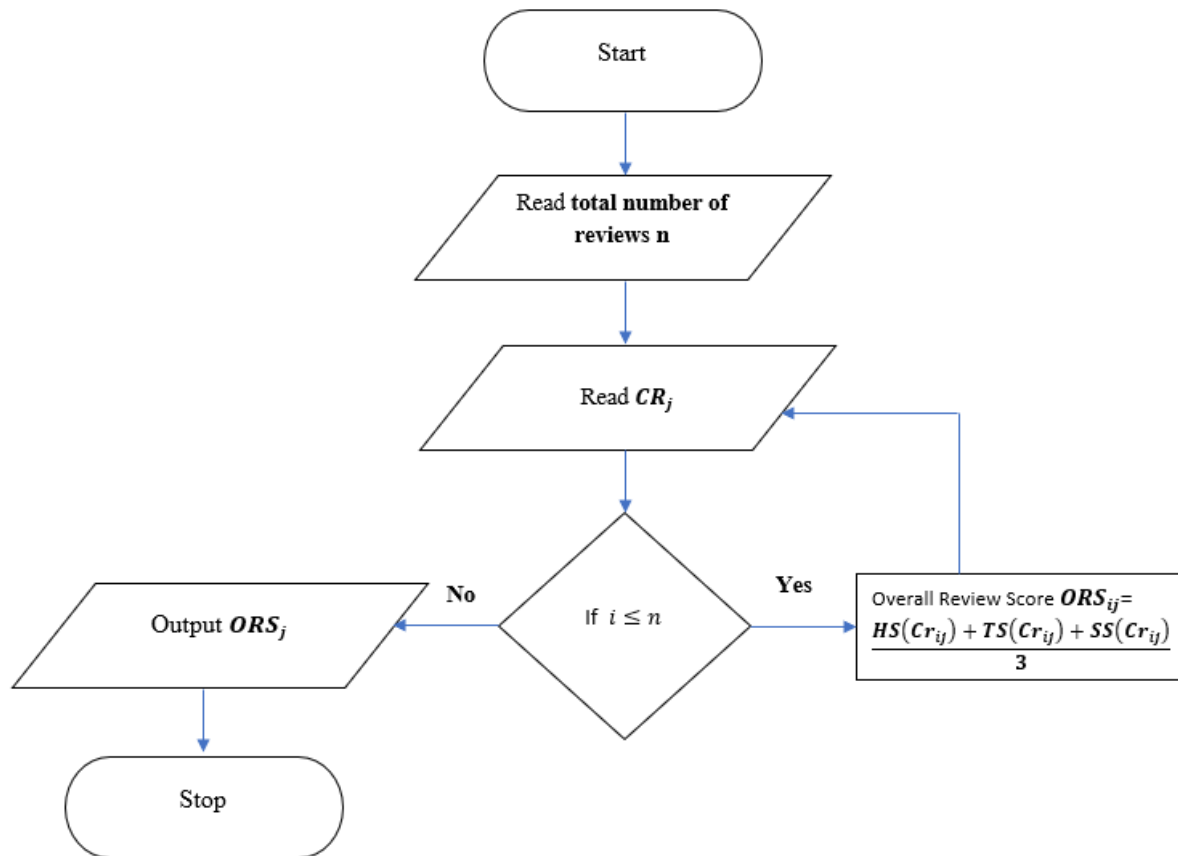 Start
Read total number of
reviews n
Read CRⱼ
If i ≤ n
No
Yes
Output ORSⱼ
Overall Review Score ORSᵢⱼ=
HS(Crᵢⱼ) + TS(Crᵢⱼ) + SS(Crᵢⱼ)
3
Stop